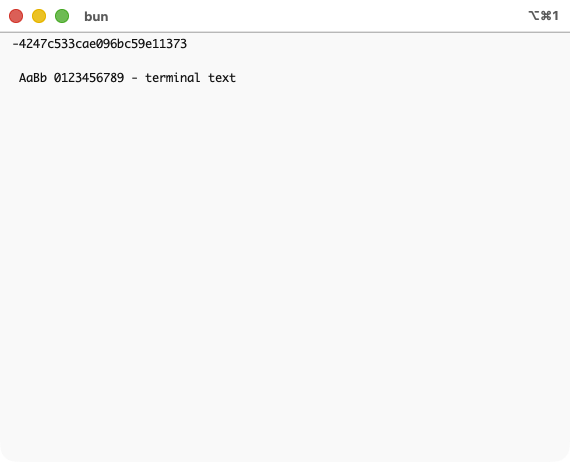 bun ⌥⌘1
-4247c533cae096bc59e11373
AaBb 0123456789 - terminal text